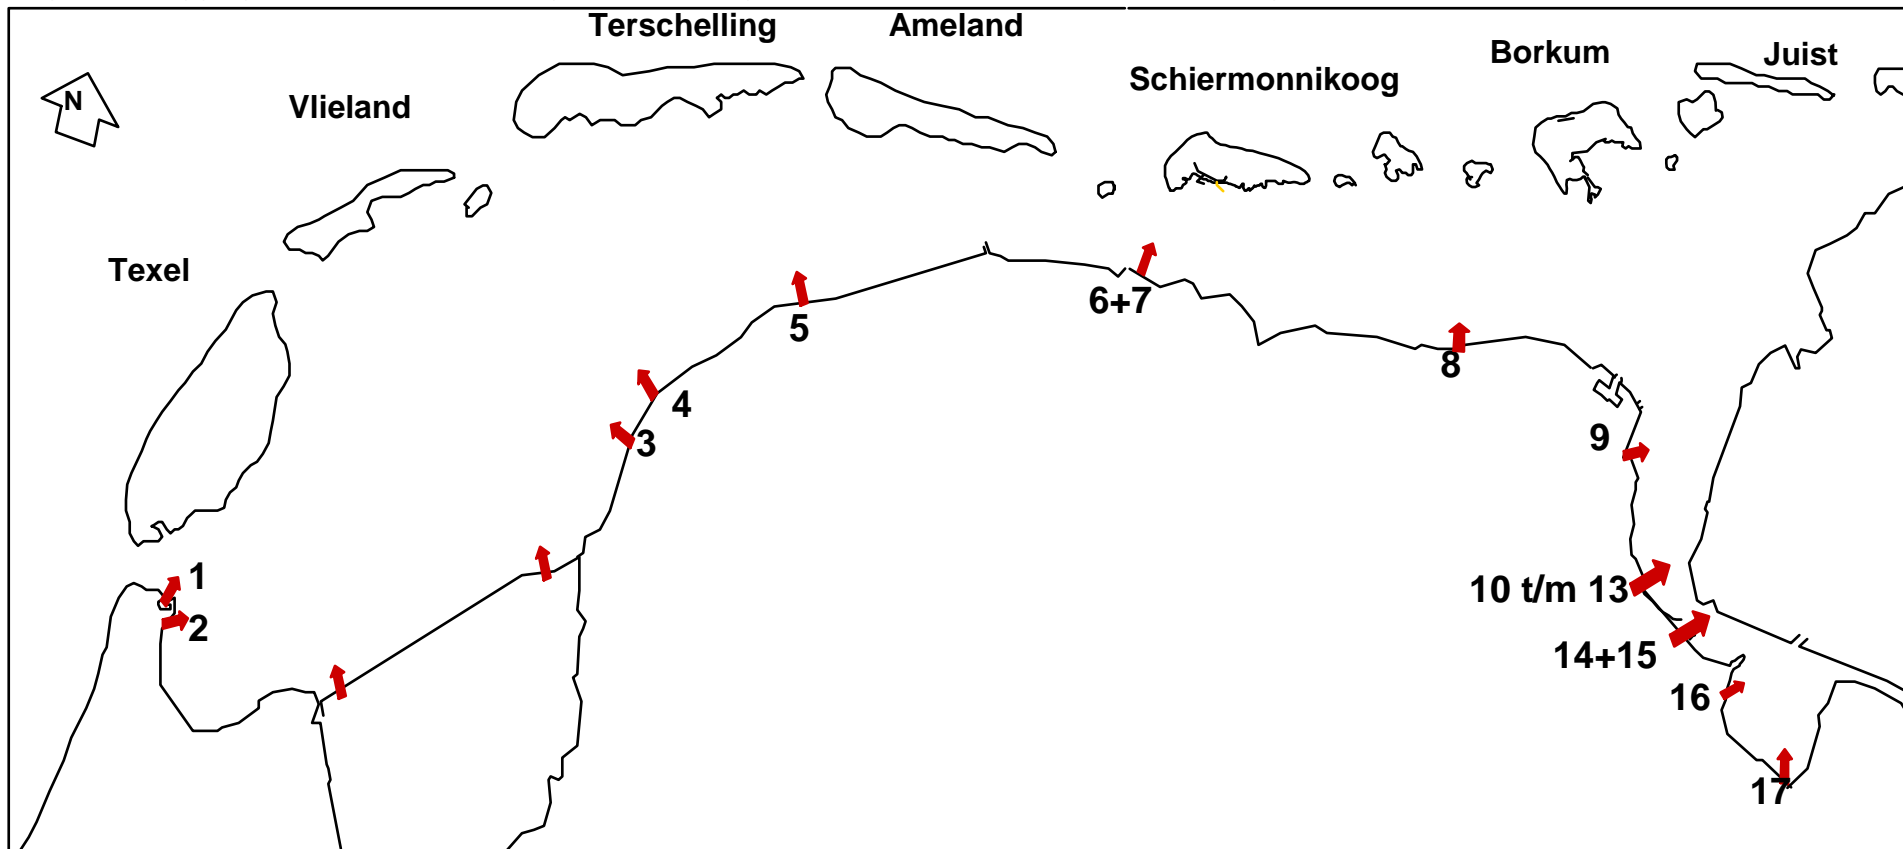 Terschelling
Ameland
Borkum
Juist
Schiermonnikoog
N
Vlieland
Texel
6+7
5
8
4
9
3
1
10 t/m 13
2
14+15
16
17